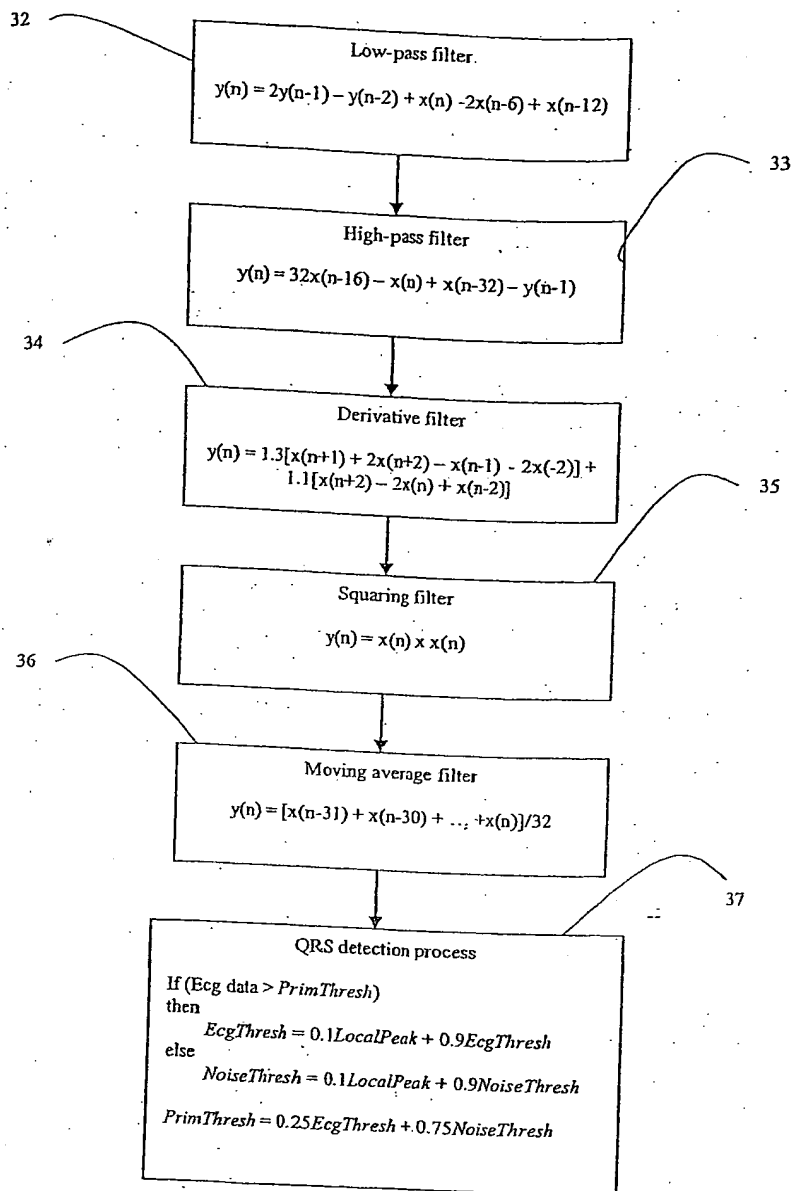 32
Low-pass filter.
y(n) = 2y(n-1) – y(n-2) + x(n) -2x(n-6) + x(n-12)
33
High-pass filter
y(n) = 32x(n-16) – x(n) + x(n-32) – y(n-1)
34
Derivative filter
y(n) = 1.3[x(n+1) + 2x(n+2) – x(n-1) - 2x(-2)] +
1.1[x(n+2) – 2x(n) + x(n-2)]
35
Squaring filter
y(n) = x(n) x x(n)
36
Moving average filter
y(n) = [x(n-31) + x(n-30) + ... +x(n)]/32
37
QRS detection process
If (Ecg data > PrimThresh)
then
EcgThresh = 0.1LocalPeak + 0.9EcgThresh
else
NoiseThresh = 0.1LocalPeak + 0.9NoiseThresh
PrimThresh = 0.25EcgThresh + 0.75NoiseThresh